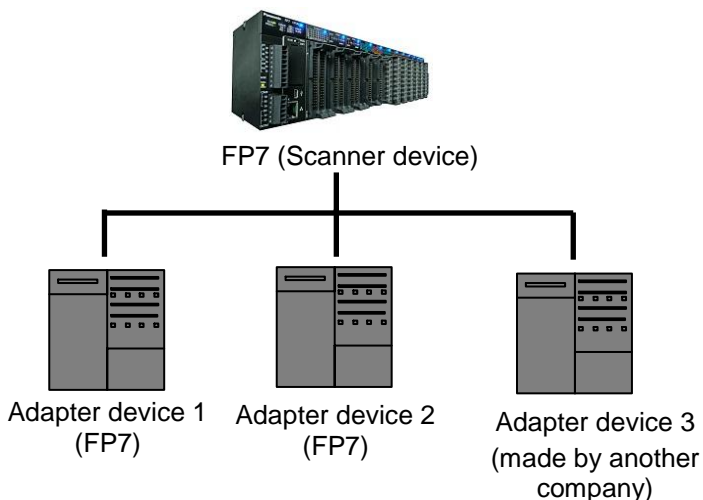 FP7 (Scanner device)
Adapter device 1
(FP7)
Adapter device 2
(FP7)
Adapter device 3
(made by another
company)